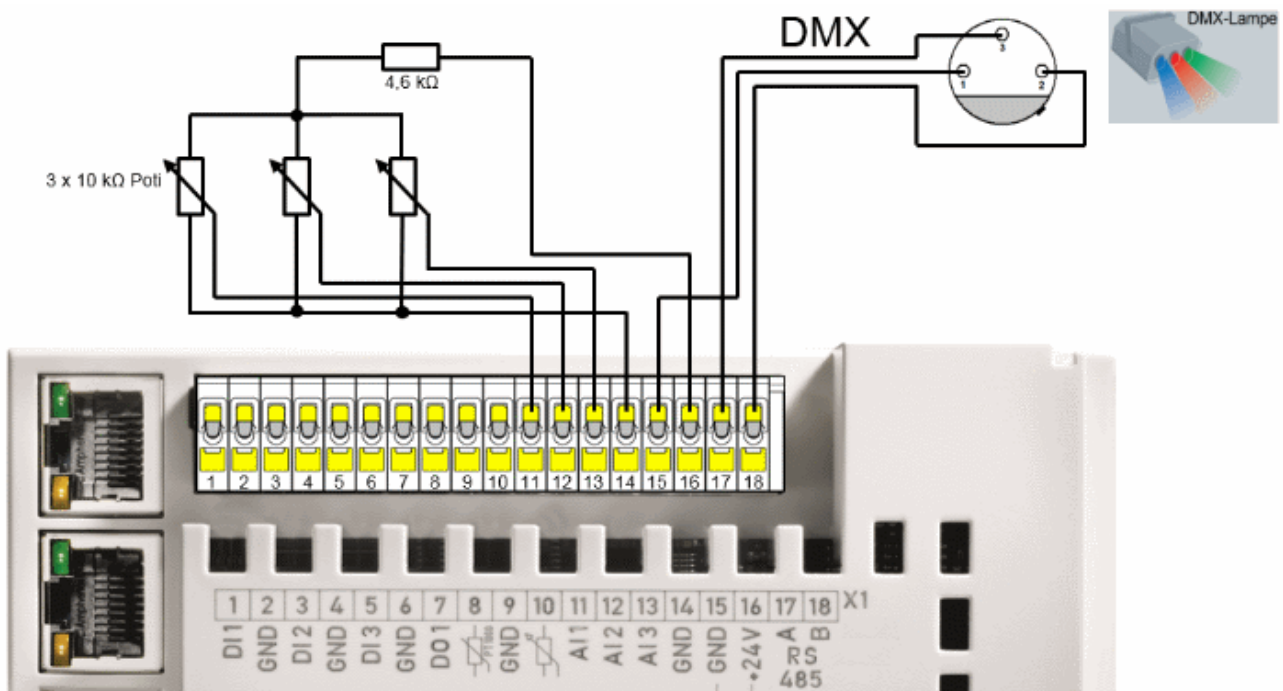 DMX
DMX-Lampe
4,6 kΩ
3
1
2
3 x 10 kΩ Poti
Amphenol
1 2 3 4 5 6 7 8 9 10 11 12 13 14 15 16 17 18
1 2 3 4 5 6 7 8 9 10 11 12 13 14 15 16 17 18 X1
DI1
GND
DI2
GND
DI3
GND
DO1
PT1000
GND
AI1
AI2
AI3
GND
GND
+24V
A
B
RS
485